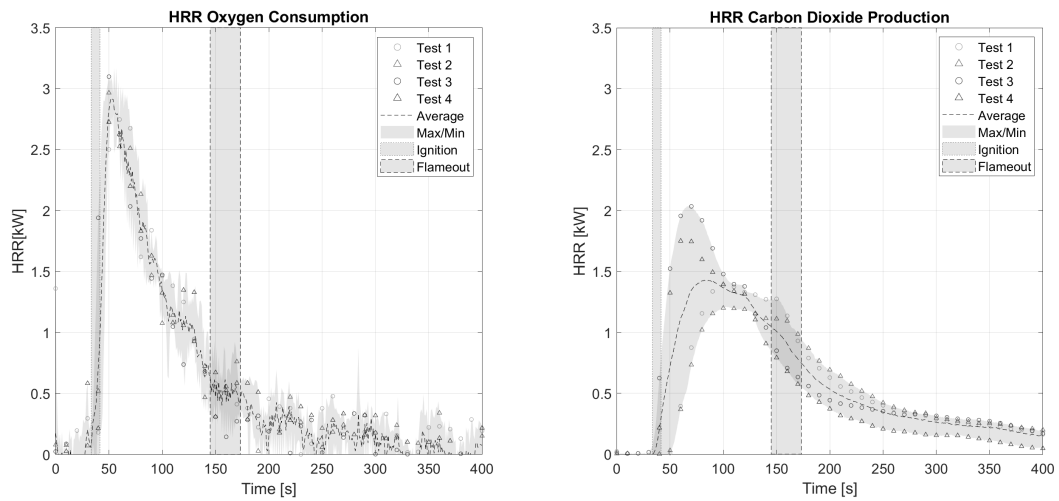 HRR Oxygen Consumption
3.5
3
2.5
2
1.5
1
0.5
0
HRR[kW]
0 50 100 150 200 250 300 350 400
Time [s]
Test 1
Test 2
Test 3
Test 4
Average
Max/Min
Ignition
Flameout
HRR Carbon Dioxide Production
3.5
3
2.5
2
1.5
1
0.5
0
HRR [kW]
0 50 100 150 200 250 300 350 400
Time [s]
Test 1
Test 2
Test 3
Test 4
Average
Max/Min
Ignition
Flameout